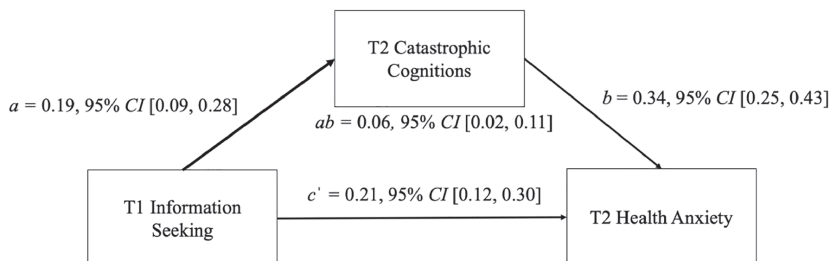 T2 Catastrophic
Cognitions
a = 0.19, 95% CI [0.09, 0.28]
b = 0.34, 95% CI [0.25, 0.43]
ab = 0.06, 95% CI [0.02, 0.11]
T1 Information
Seeking
c' = 0.21, 95% CI [0.12, 0.30]
T2 Health Anxiety